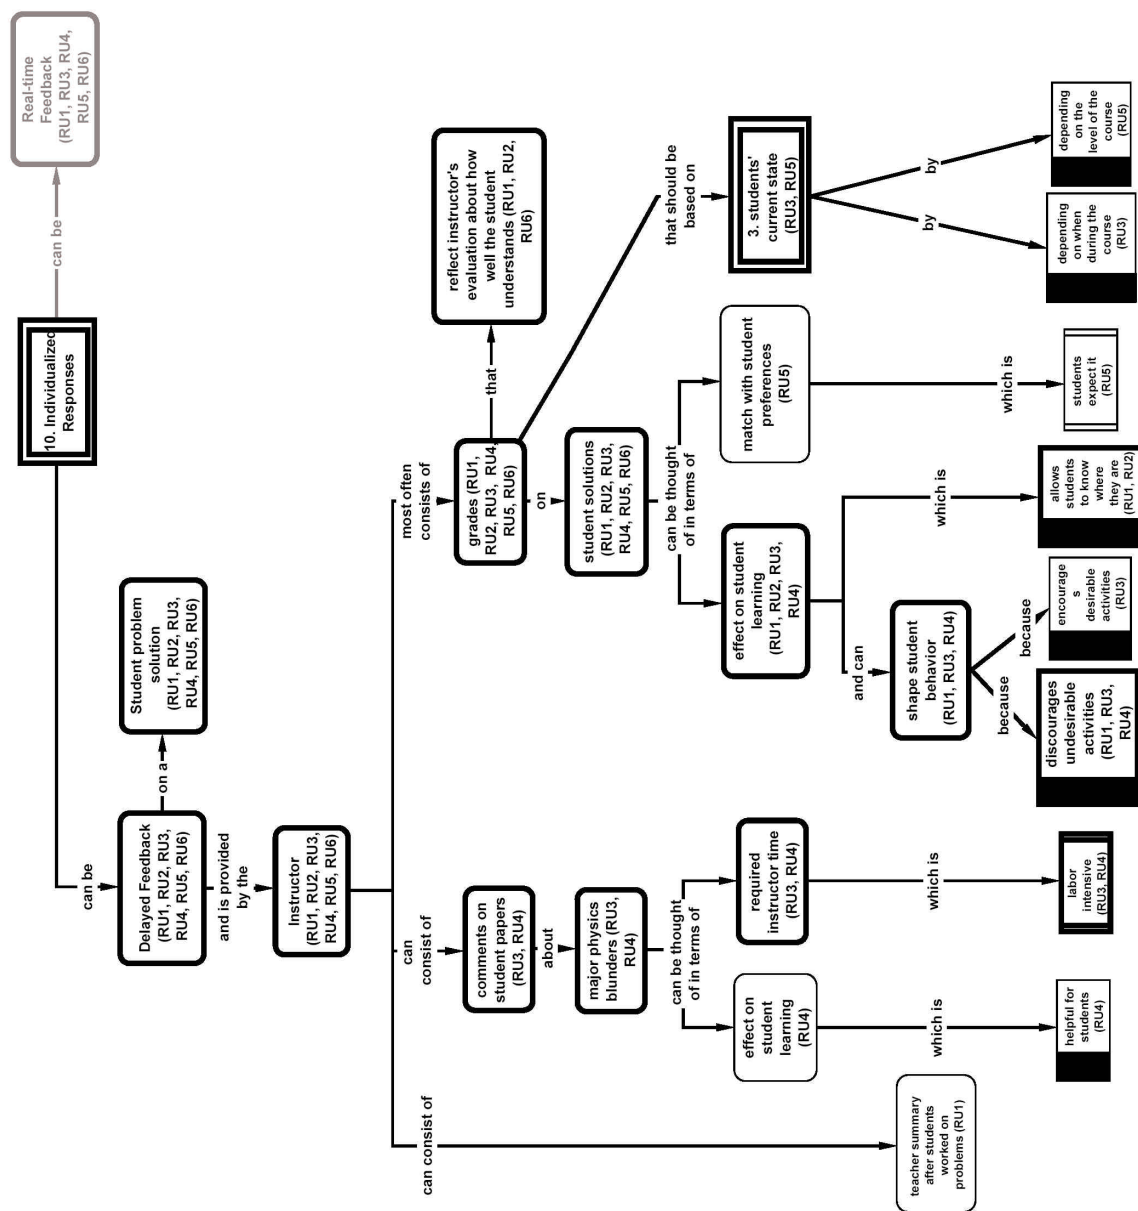 10. Individualized
Responses
can be
Real-time
Feedback
(RU1, RU3, RU4,
RU5, RU6)
can be
Delayed Feedback
(RU1, RU2, RU3,
RU4, RU5, RU6)
on a
Student problem
solution
(RU1, RU2, RU3,
RU4, RU5, RU6)
and is provided
by the
Instructor
(RU1, RU2, RU3,
RU4, RU5, RU6)
can consist of
teacher summary
after students
worked on
problems (RU1)
can
consist of
comments on
student papers
(RU3, RU4)
about
major physics
blunders (RU3,
RU4)
can be thought
of in terms of
effect on
student
learning
(RU4)
which is
helpful for
students
(RU4)
required
instructor time
(RU3, RU4)
which is
labor
intensive
(RU3, RU4)
most often
consists of
grades (RU1,
RU2, RU3, RU4,
RU5, RU6)
that
reflect instructor's
evaluation about how
well the student
understands (RU1, RU2,
RU6)
on
student solutions
(RU1, RU2, RU3,
RU4, RU5, RU6)
can be thought
of in terms of
effect on student
learning
(RU1, RU2, RU3,
RU4)
and can
shape student
behavior
(RU1, RU3, RU4)
because
discourages
undesirable
activities
(RU1, RU3,
RU4)
because
encourage
s
desirable
activities
(RU3)
which is
allows
students
to know
where
they are
(RU1, RU2)
match with student
preferences
(RU5)
which is
students
expect it
(RU5)
that should be
based on
3. students'
current state
(RU3, RU5)
by
depending
on when
during the
course
(RU3)
by
depending
on the
level of the
course
(RU5)